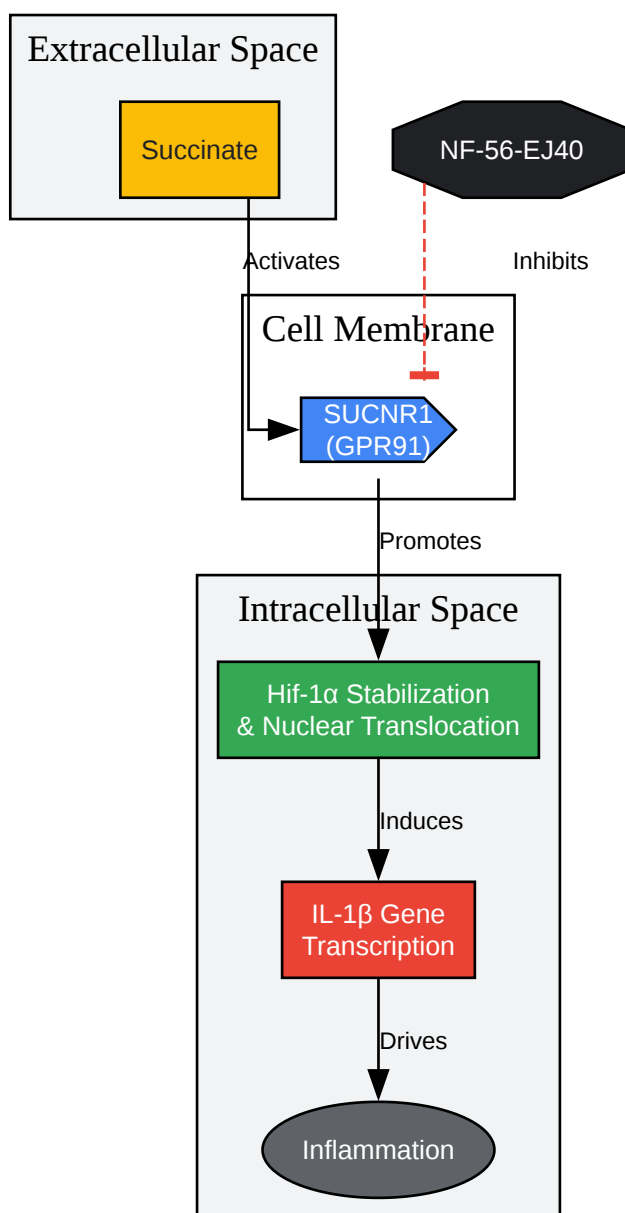 Extracellular Space
Succinate
NF-56-EJ40
Activates
Inhibits
Cell Membrane
SUCNR1
(GPR91)
Promotes
Intracellular Space
Hif-1α Stabilization
& Nuclear Translocation
Induces
IL-1β Gene
Transcription
Drives
Inflammation